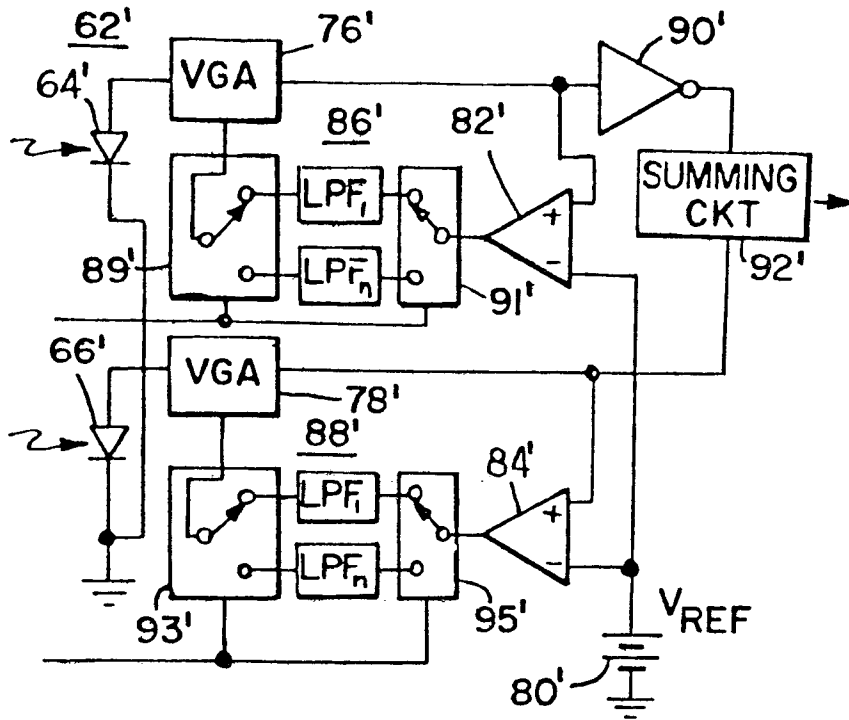 62'
76'
90'
64'
VGA
86'
82'
LPF1
SUMMING
CKT
+
LPFn
−
89'
91'
92'
66'
VGA
78'
88'
84'
LPF1
+
LPFn
−
93'
95'
VREF
80'